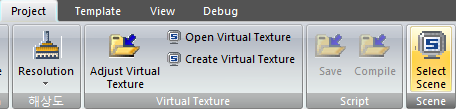 Project Template View Debug
Resolution
Adjust Virtual Texture
Open Virtual Texture
Create Virtual Texture
Save Compile
Select Scene
해상도 Virtual Texture Script Scene